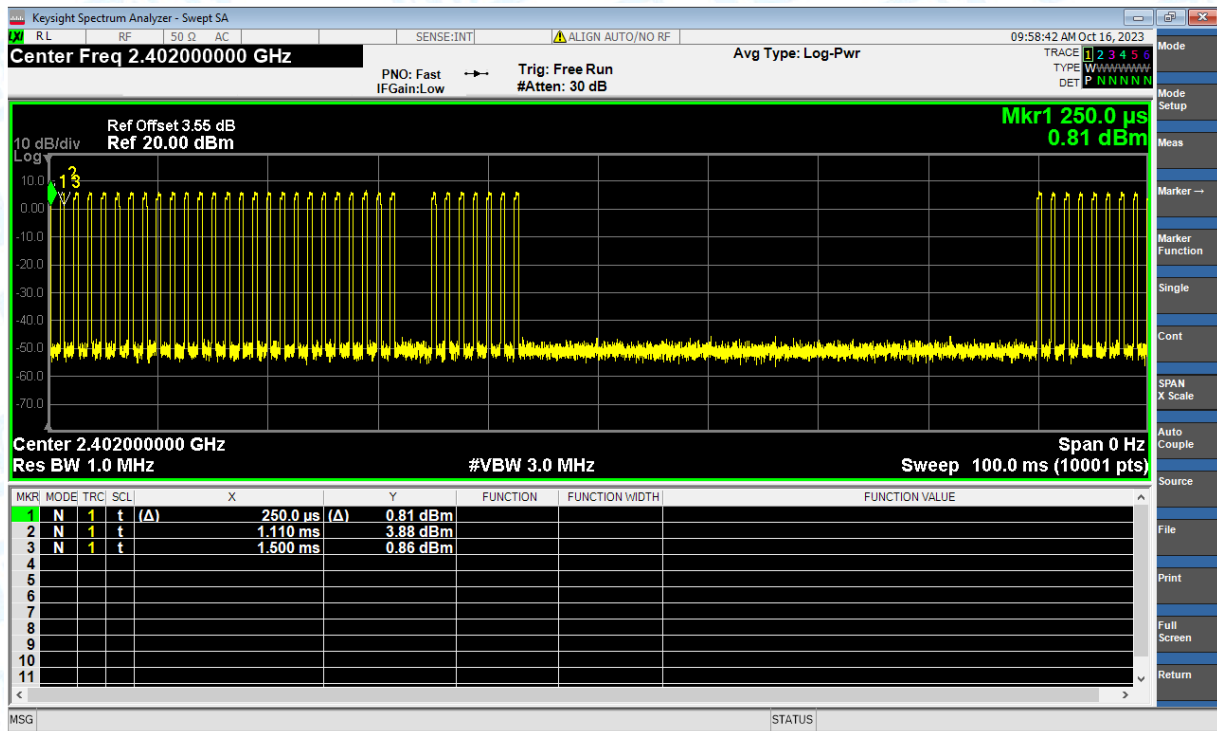 Keysight Spectrum Analyzer - Swept SA
LXI RL RF 50 Ω AC SENSE:INT ALIGN AUTO/NO RF 09:58:42 AM Oct 16, 2023
Center Freq 2.402000000 GHz
Avg Type: Log-Pwr
TRACE 1 2 3 4 5 6
TYPE WWWWWW
DET P N N N N N
PNO: Fast Trig: Free Run
IFGain:Low #Atten: 30 dB
Mkr1 250.0 µs
0.81 dBm
Ref Offset 3.55 dB
10 dB/div Ref 20.00 dBm
Log
10.0
0.00
-10.0
-20.0
-30.0
-40.0
-50.0
-60.0
-70.0
1 2 3
Center 2.402000000 GHz Span 0 Hz
Res BW 1.0 MHz #VBW 3.0 MHz Sweep 100.0 ms (10001 pts)
MKR MODE TRC SCL X Y FUNCTION FUNCTION WIDTH FUNCTION VALUE
1 N 1 t (Δ) 250.0 µs (Δ) 0.81 dBm
2 N 1 t 1.110 ms 3.88 dBm
3 N 1 t 1.500 ms 0.86 dBm
4
5
6
7
8
9
10
11
MSG STATUS
Mode
Mode Setup
Meas
Marker→
Marker Function
Single
Cont
SPAN X Scale
Auto Couple
Source
File
Print
Full Screen
Return